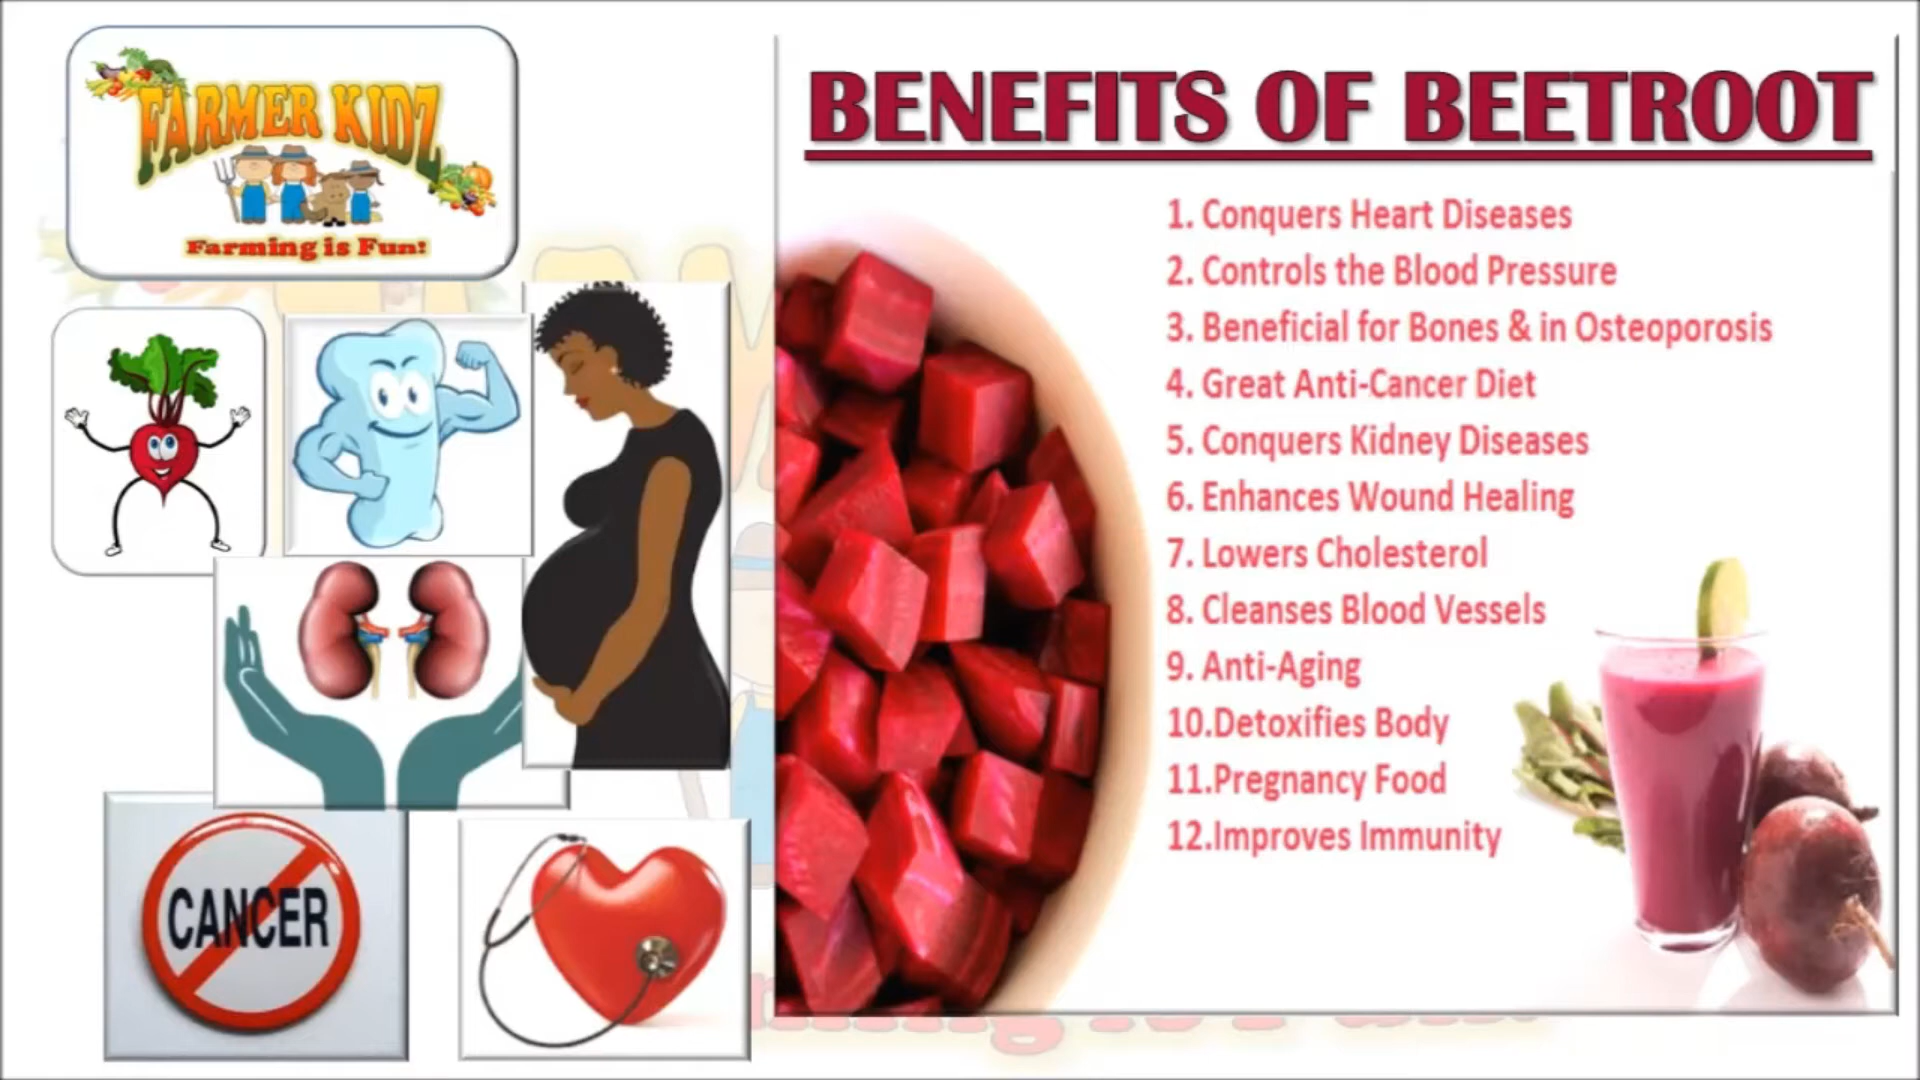 FARMER KIDZ
Farming is Fun!
CANCER
BENEFITS OF BEETROOT
1. Conquers Heart Diseases
2. Controls the Blood Pressure
3. Beneficial for Bones & in Osteoporosis
4. Great Anti-Cancer Diet
5. Conquers Kidney Diseases
6. Enhances Wound Healing
7. Lowers Cholesterol
8. Cleanses Blood Vessels
9. Anti-Aging
10.Detoxifies Body
11.Pregnancy Food
12.Improves Immunity